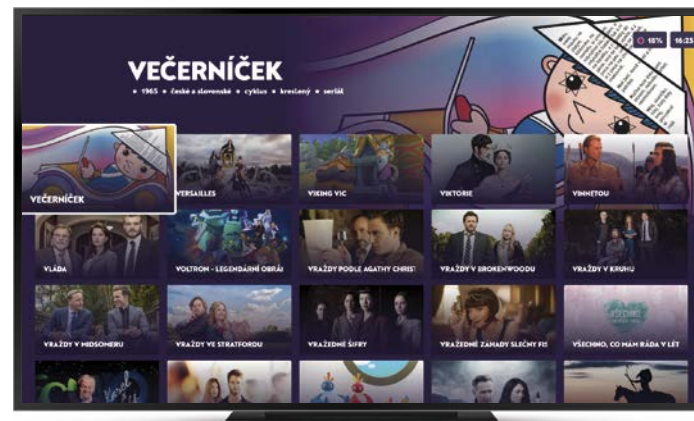 18% 16:25
VEČERNÍČEK
• 1965 • české a slovenské • cyklus • kreslený • seriál
VEČERNÍČEK
VERSAILLES
VIKING VIC
VIKTORIE
VINNETOU
VLÁDA
VOLTRON – LEGENDÁRNÍ OBRÁ
VRAŽDY PODLE AGATHY CHRIST
VRAŽDY V BROKENWOODU
VRAŽDY V KRUHU
VRAŽDY V MIDSOMERU
VRAŽDY VE STRATFORDU
VRAŽEDNÉ ŠIFRY
VRAŽEDNÉ ZÁHADY SLEČNY FIS
VŠECHNO, CO MÁM RÁDA V LÉT